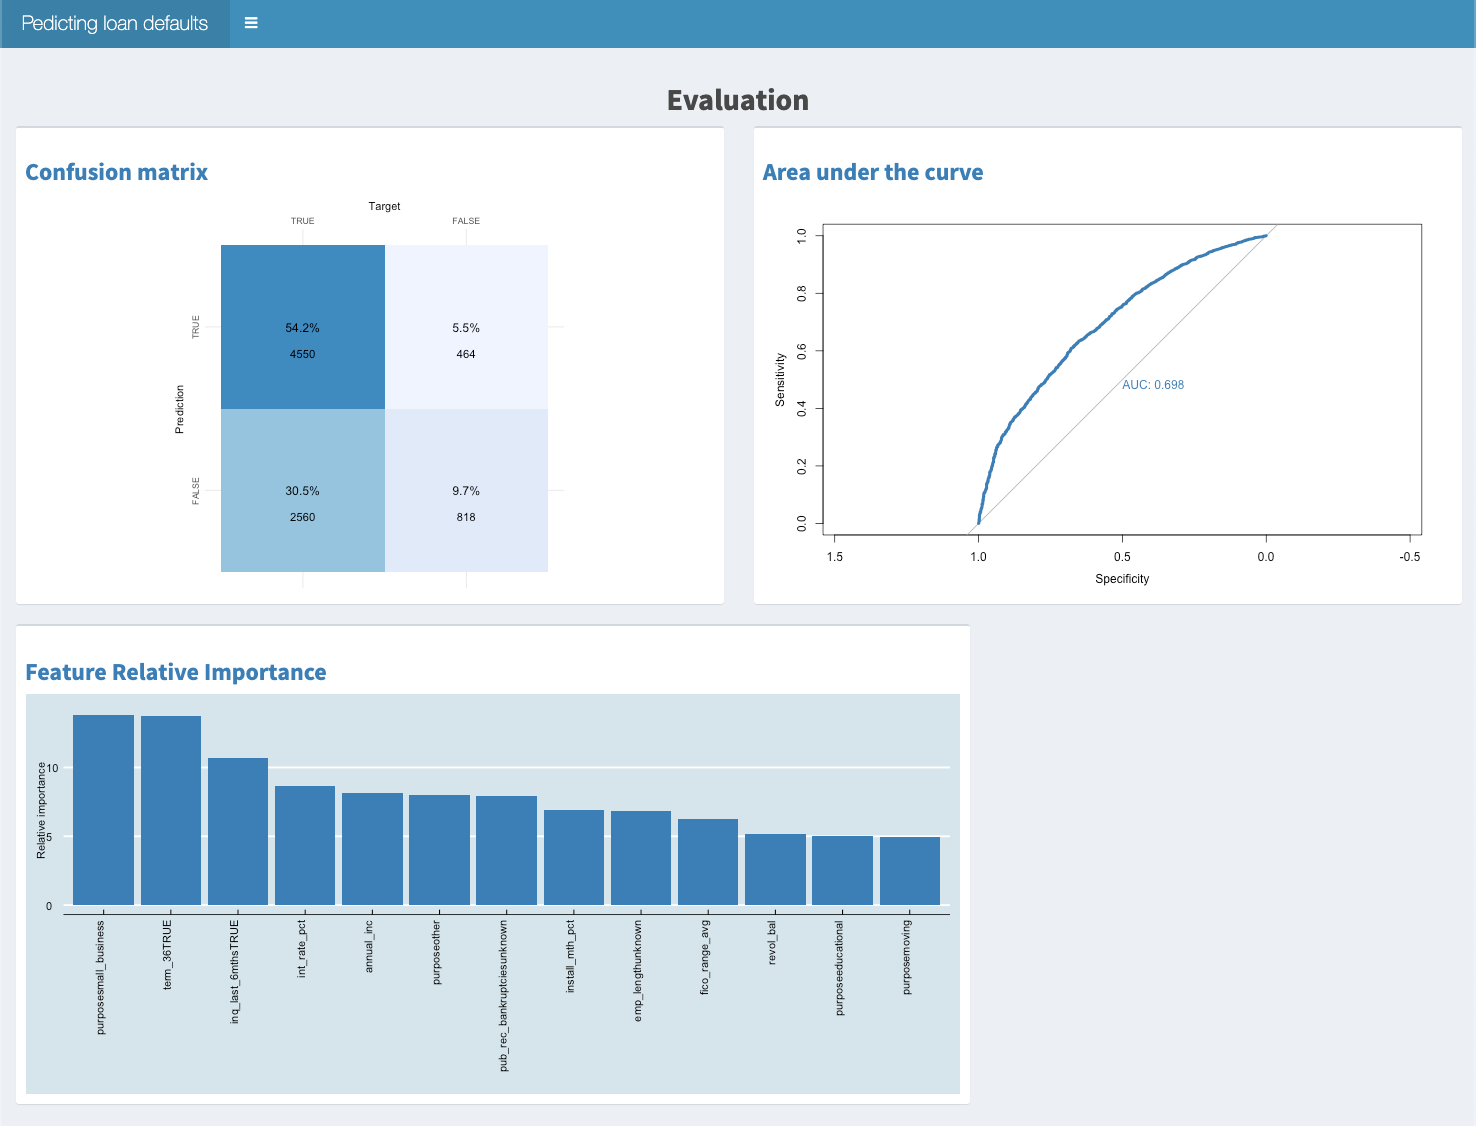 Pedicting loan defaults
Evaluation
Confusion matrix
Target
TRUE FALSE
Prediction
TRUE
54.2% 5.5%
4550 464
FALSE
30.5% 9.7%
2560 818
Area under the curve
Sensitivity
1.0
0.8
0.6
0.4
0.2
0.0
AUC: 0.698
1.5 1.0 0.5 0.0 -0.5
Specificity
Feature Relative Importance
Relative importance
10
5
0
purposesmall_business
term_36TRUE
inq_last_6mthsTRUE
int_rate_pct
annual_inc
purposeother
pub_rec_bankruptciesunknown
install_mth_pct
emp_lengthunknown
fico_range_avg
revol_bal
purposeeducational
purposemoving